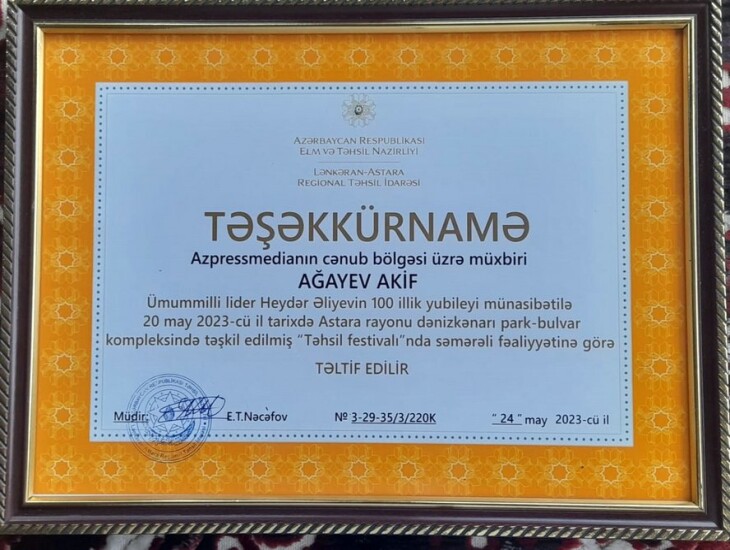 AZƏRBAYCAN RESPUBLİKASI
ELM VƏ TƏHSİL NAZİRLİYİ
LƏNKƏRAN-ASTARA
REGIONAL TƏHSİL İDARƏSİ
TƏŞƏKKÜRNAMƏ
Azpressmedianın cənub bölgəsi üzrə müxbiri
AĞAYEV AKİF
Ümummilli lider Heydər Əliyevin 100 illik yubileyi münasibətilə
20 may 2023-cü il tarixdə Astara rayonu dənizkənarı park-bulvar
kompleksində təşkil edilmiş “Təhsil festivalı”nda səmərəli fəaliyyətinə görə
TƏLTİF EDİLİR
Müdir: E.T.Nəcəfov № 3-29-35/3/220K “ 24 ” may 2023-cü il